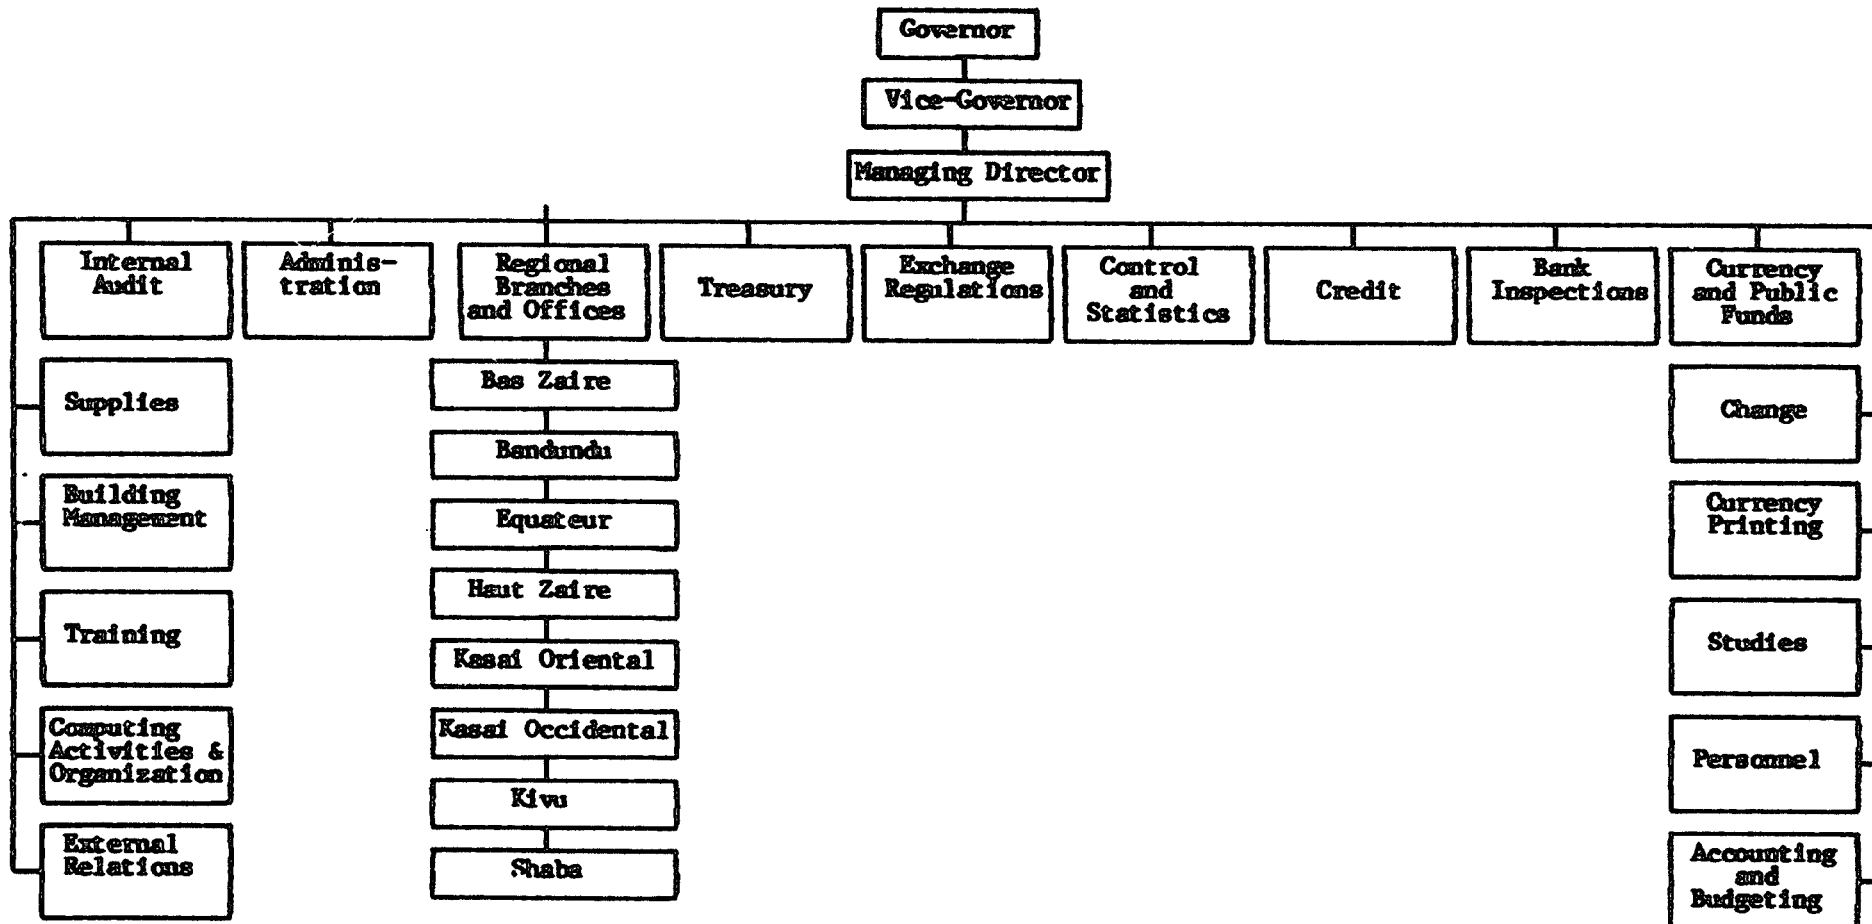 Governor
Vice-Governor
Managing Director
Internal
Audit
Adminis-
tration
Regional
Branches
and Offices
Treasury
Exchange
Regulations
Control
and
Statistics
Credit
Bank
Inspections
Currency
and Public
Funds
Supplies
Building
Management
Training
Computing
Activities &
Organization
External
Relations
Bas Zaire
Bandundu
Equateur
Haut Zaire
Kasai Oriental
Kasai Occidental
Kivu
Shaba
Change
Currency
Printing
Studies
Personnel
Accounting
and
Budgeting